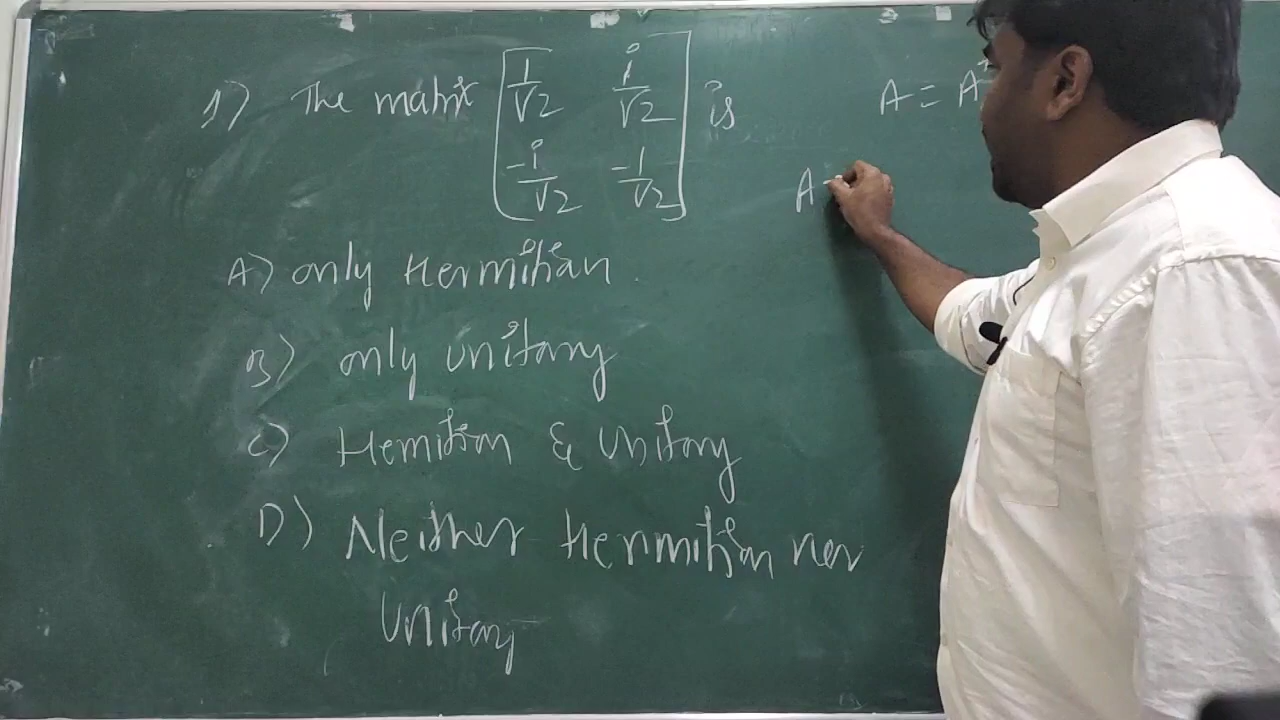 1) The matrix [ 1/√2 i/√2 ] is
[ -i/√2 -1/√2 ]
A = A
A
A) only Hermitian.
B) only unitary
C) Hemitian & Unitary
D) Neither Hermitian nor
Unitary